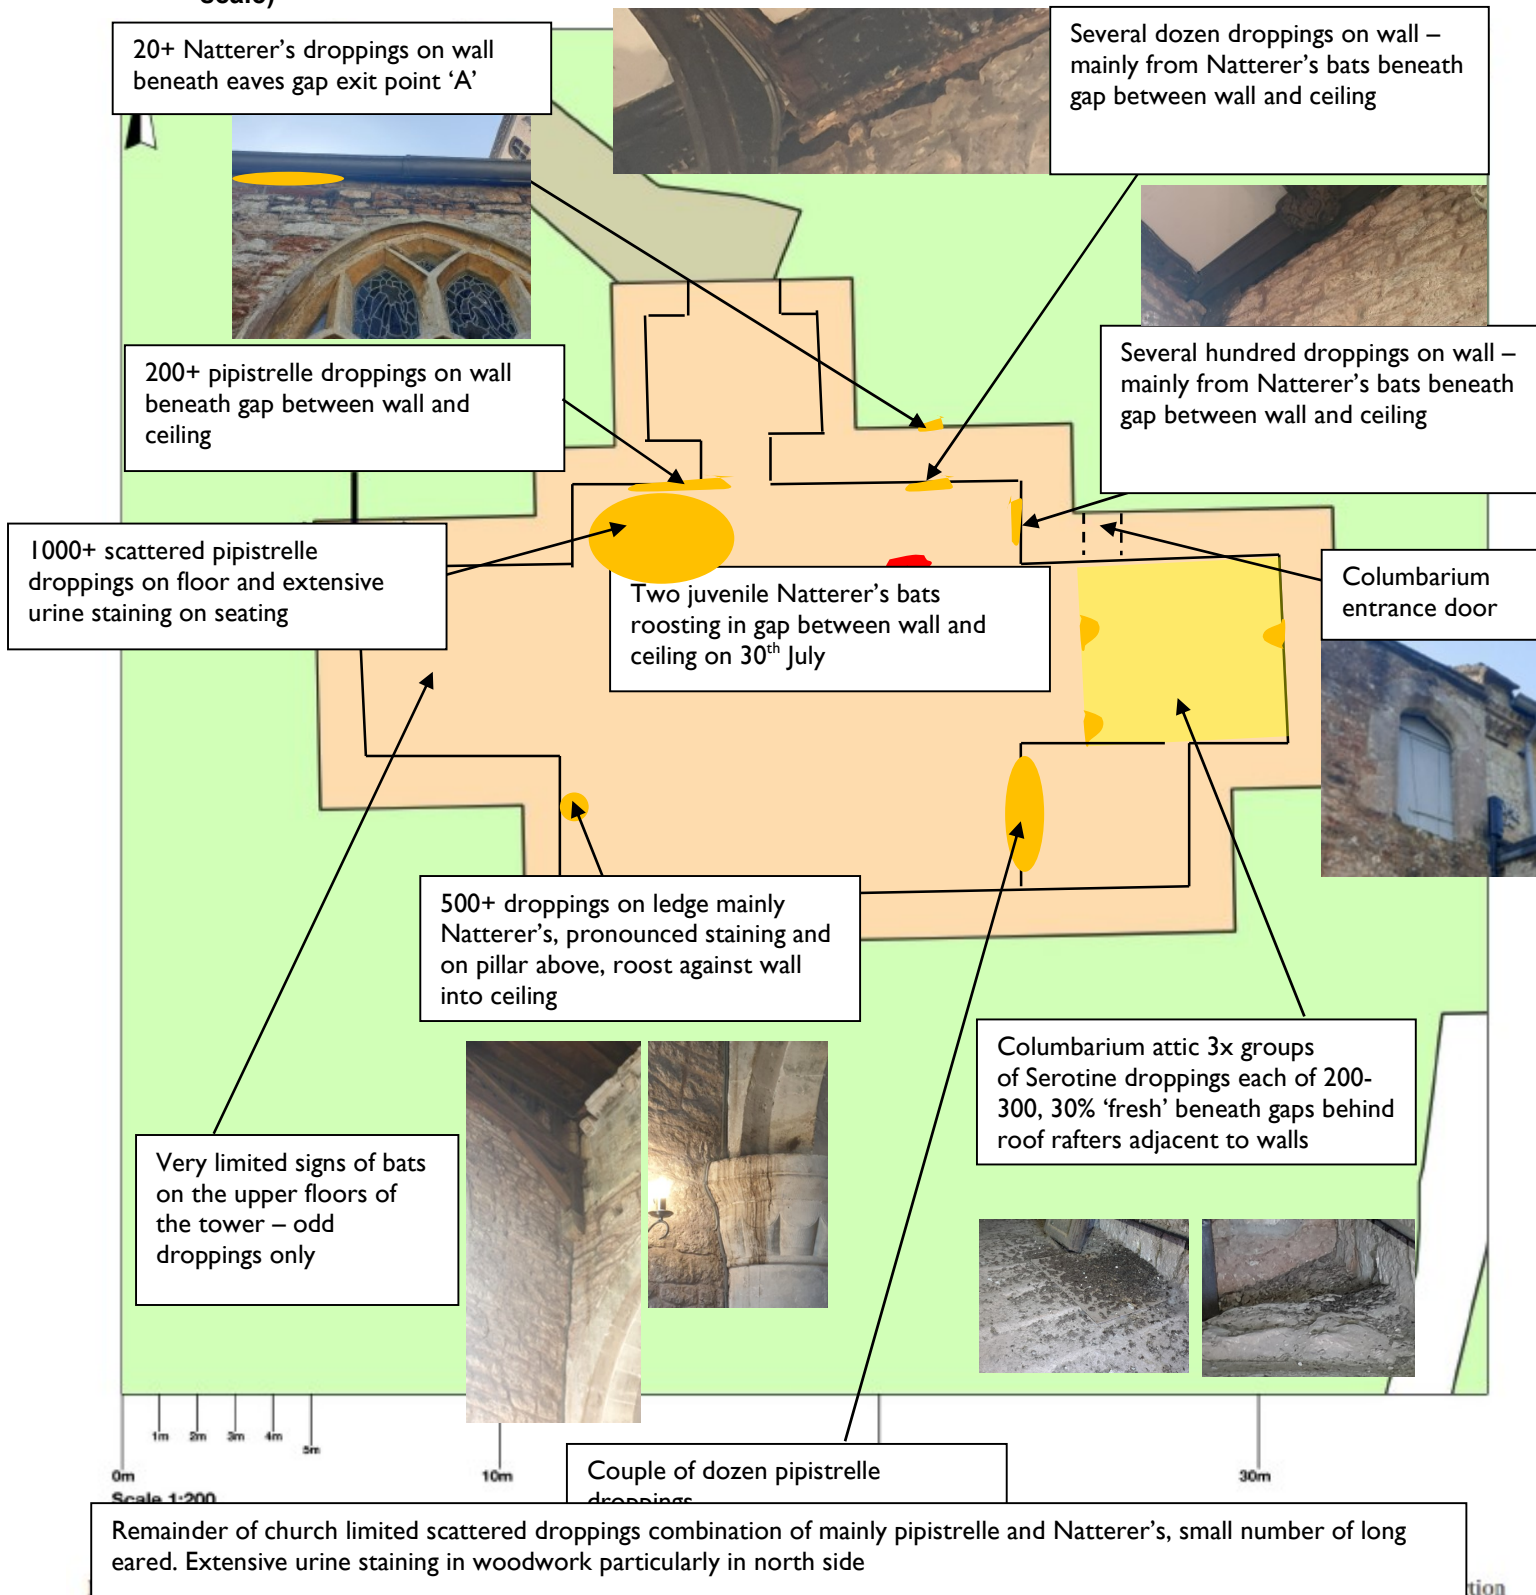 scale)
20+ Natterer’s droppings on wall
beneath eaves gap exit point ‘A’
Several dozen droppings on wall –
mainly from Natterer’s bats beneath
gap between wall and ceiling
200+ pipistrelle droppings on wall
beneath gap between wall and
ceiling
Several hundred droppings on wall –
mainly from Natterer’s bats beneath
gap between wall and ceiling
1000+ scattered pipistrelle
droppings on floor and extensive
urine staining on seating
Two juvenile Natterer’s bats
roosting in gap between wall and
ceiling on 30th July
Columbarium
entrance door
500+ droppings on ledge mainly
Natterer’s, pronounced staining and
on pillar above, roost against wall
into ceiling
Columbarium attic 3x groups
of Serotine droppings each of 200-
300, 30% ‘fresh’ beneath gaps behind
roof rafters adjacent to walls
Very limited signs of bats
on the upper floors of
the tower – odd
droppings only
1m 2m 3m 4m 5m
0m 10m 30m
Scale 1:200
Couple of dozen pipistrelle
droppings
Remainder of church limited scattered droppings combination of mainly pipistrelle and Natterer’s, small number of long
eared. Extensive urine staining in woodwork particularly in north side
tion